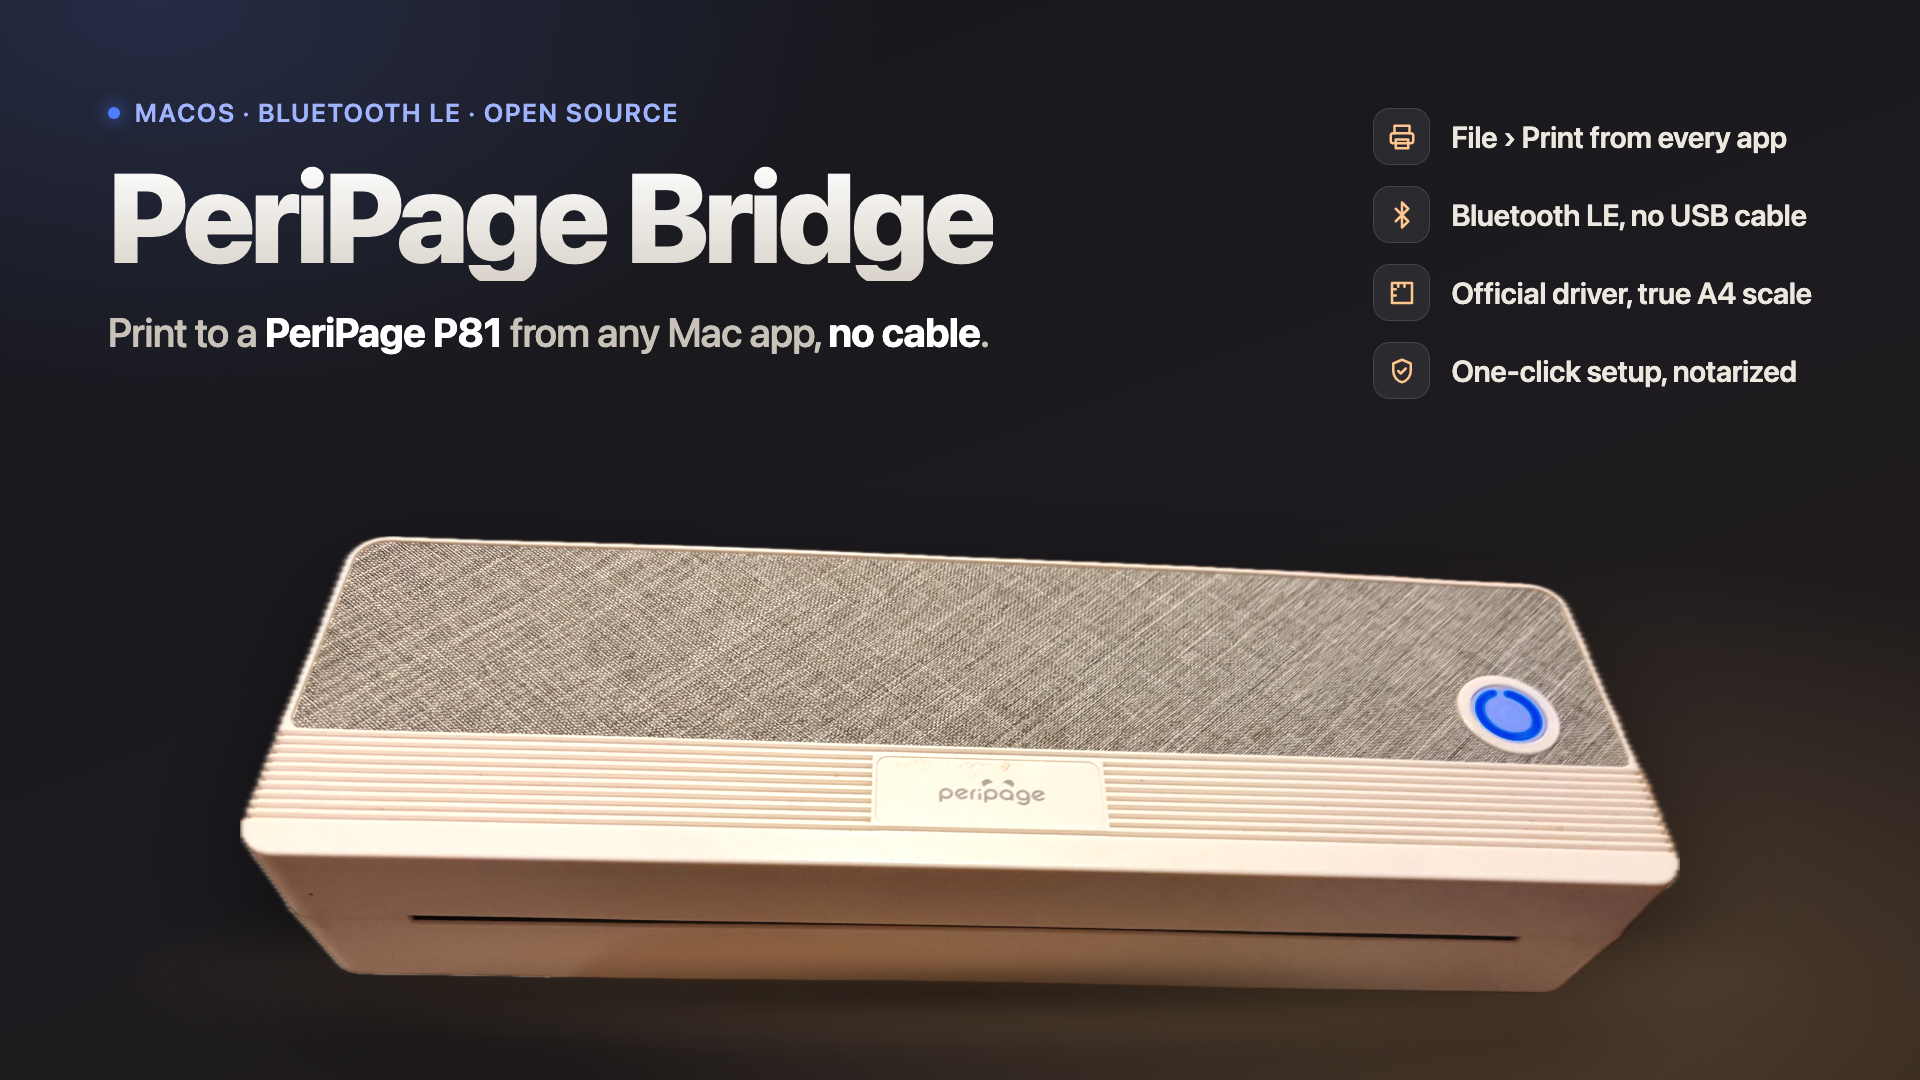 MACOS · BLUETOOTH LE · OPEN SOURCE
PeriPage Bridge
Print to a PeriPage P81 from any Mac app, no cable.
File › Print from every app
Bluetooth LE, no USB cable
Official driver, true A4 scale
One-click setup, notarized
peripage